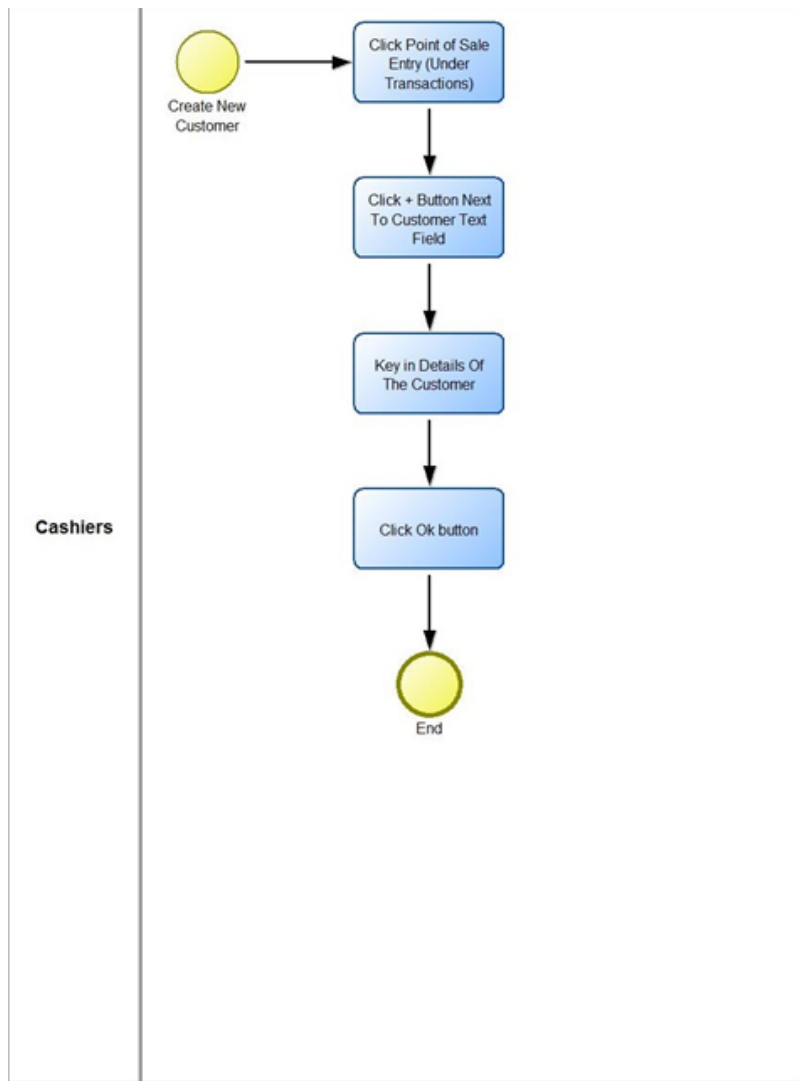 Click Point of Sale
Entry (Under
Transactions)
Create New
Customer
Click + Button Next
To Customer Text
Field
Key in Details Of
The Customer
Cashiers
Click Ok button
End